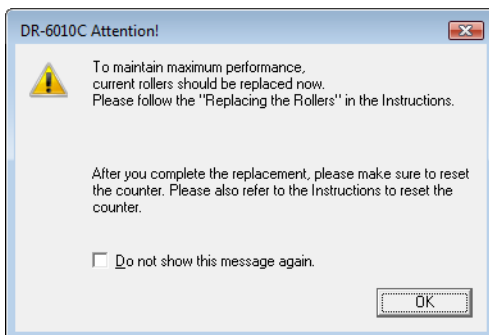 DR-6010C Attention!
To maintain maximum performance,
current rollers should be replaced now.
Please follow the "Replacing the Rollers" in the Instructions.
After you complete the replacement, please make sure to reset
the counter. Please also refer to the Instructions to reset the
counter.
Do not show this message again.
OK